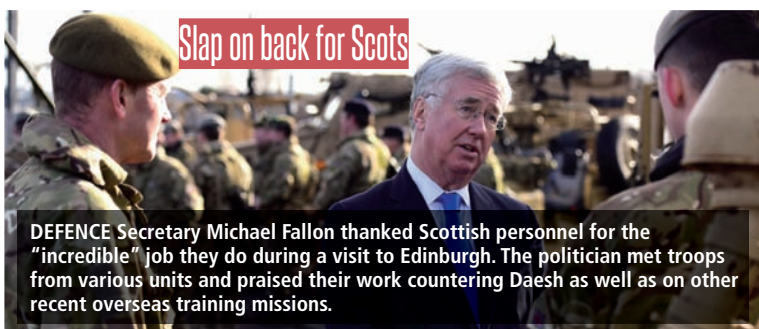 Slap on back for Scots
DEFENCE Secretary Michael Fallon thanked Scottish personnel for the
“incredible” job they do during a visit to Edinburgh. The politician met troops
from various units and praised their work countering Daesh as well as on other
recent overseas training missions.